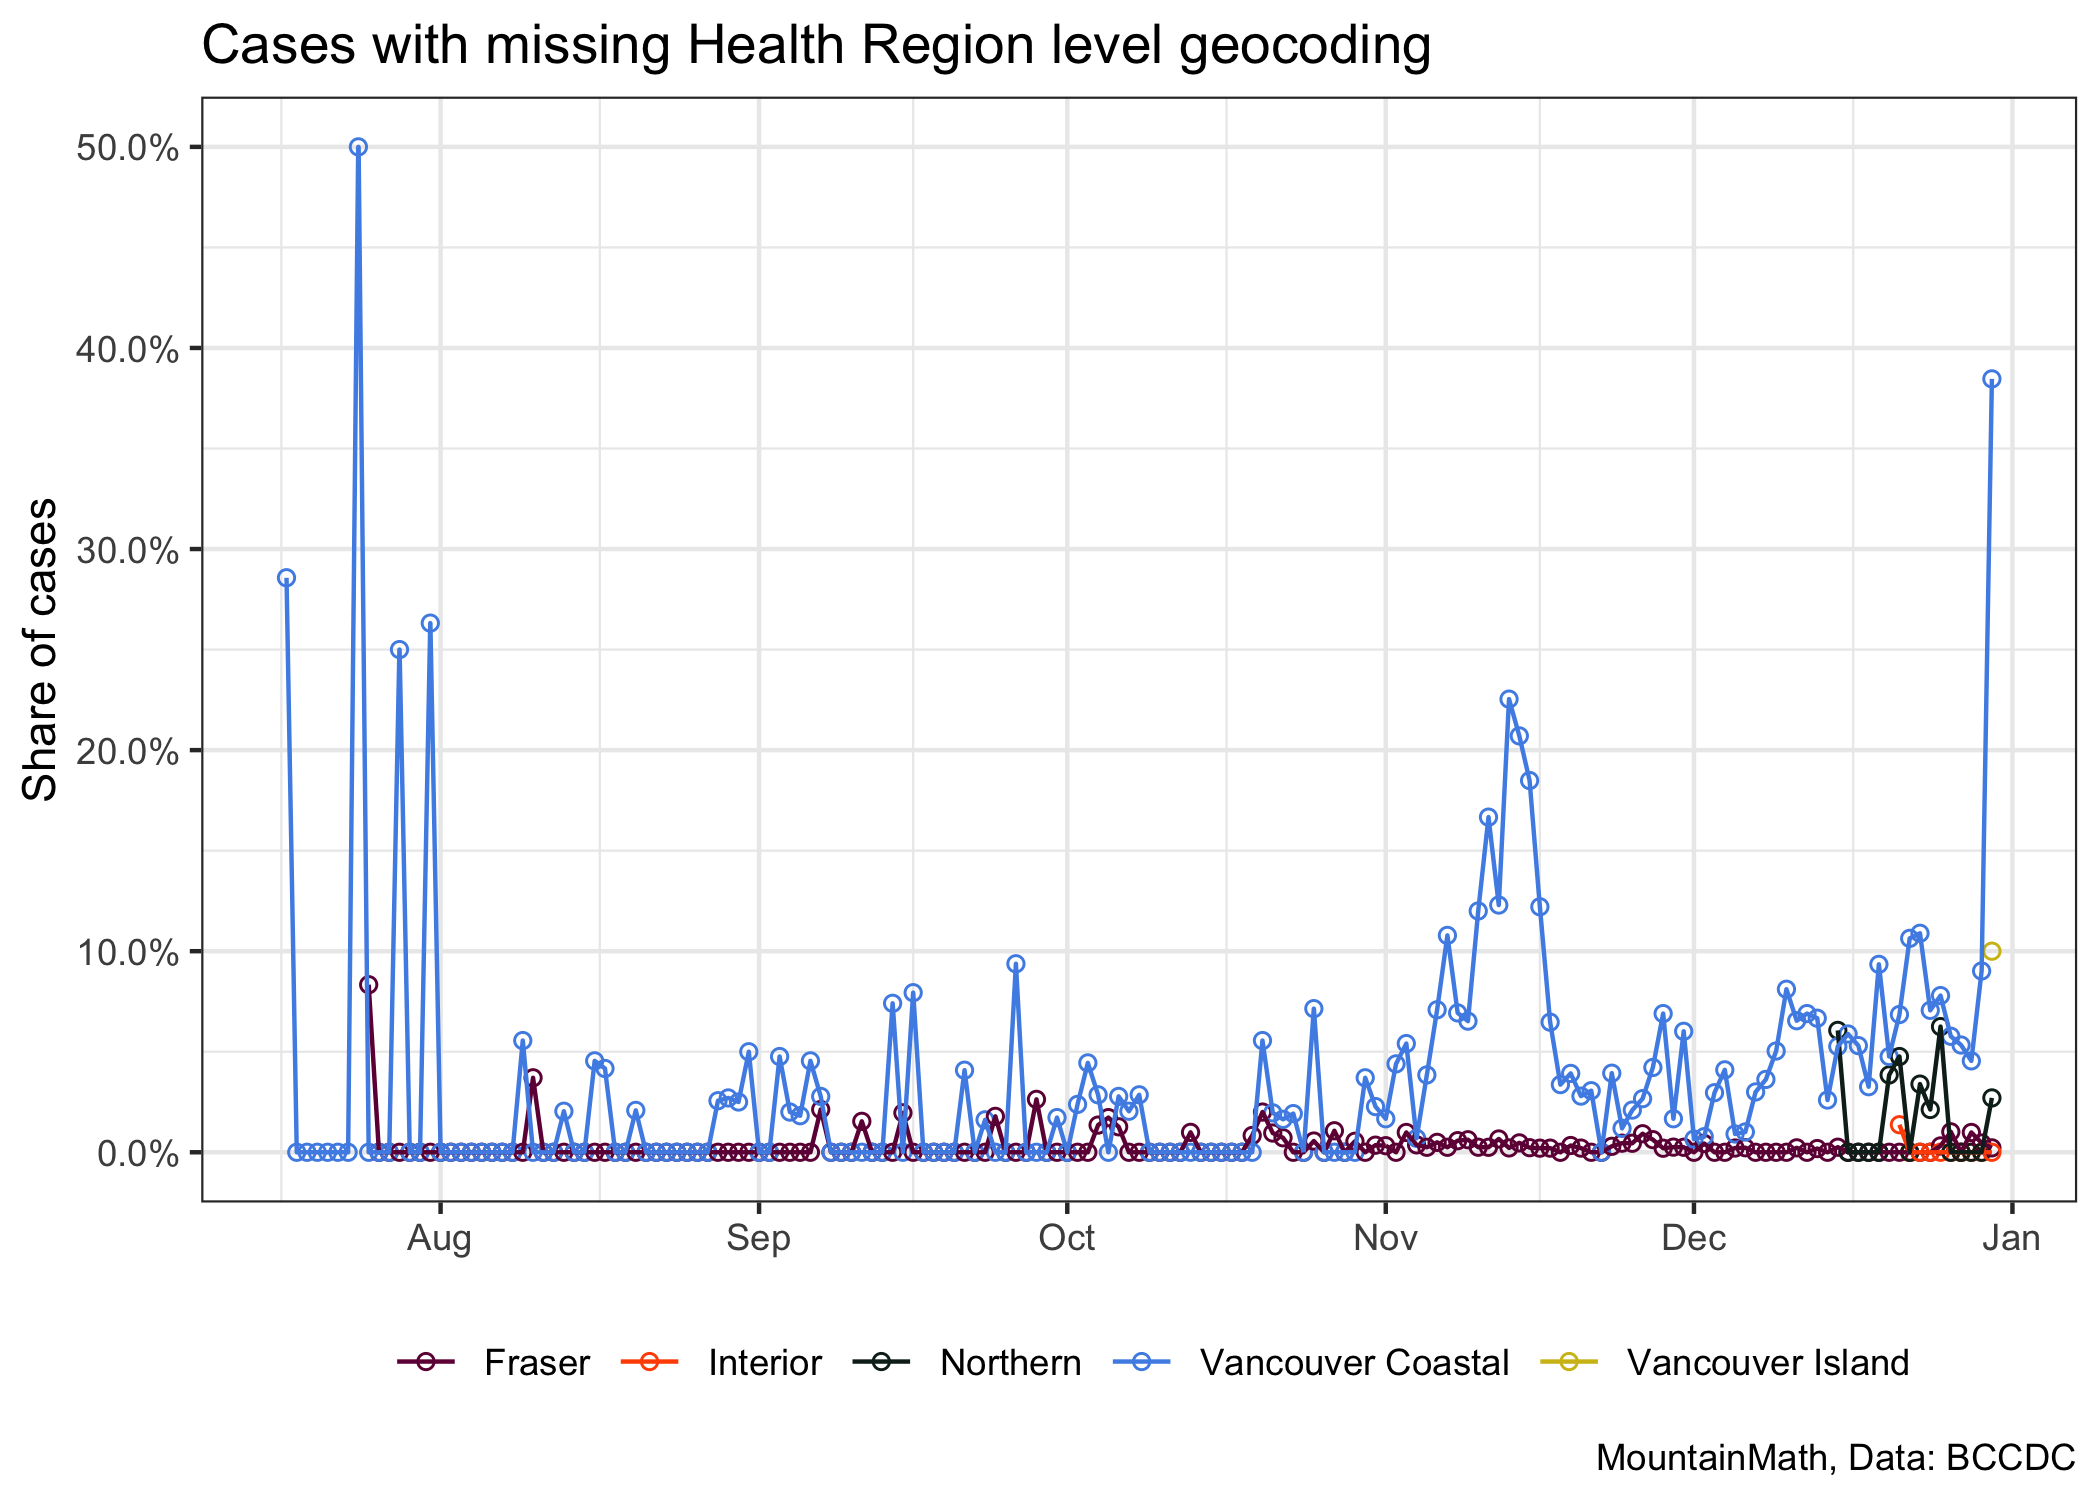 Cases with missing Health Region level geocoding
Share of cases
50.0%
40.0%
30.0%
20.0%
10.0%
0.0%
Aug Sep Oct Nov Dec Jan
Fraser Interior Northern Vancouver Coastal Vancouver Island
MountainMath, Data: BCCDC